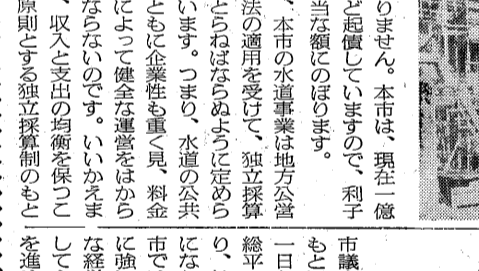 りません。本市は、現在一億
ど起債していますので、利子
当な額にのぼります。
、本市の水道事業は地方公営
法の適用を受けて、独立採算
とらねばならぬように定めら
います。つまり、水道の公共
ともに企業性も重く見、料金
によって健全な運営をはから
ならないのです。いいかえま
、収入と支出の均衡を保つこ
原則とする独立採算制のもと
市議
もと
一日
総平
り、
にな
市で
に強
な経
して
を進